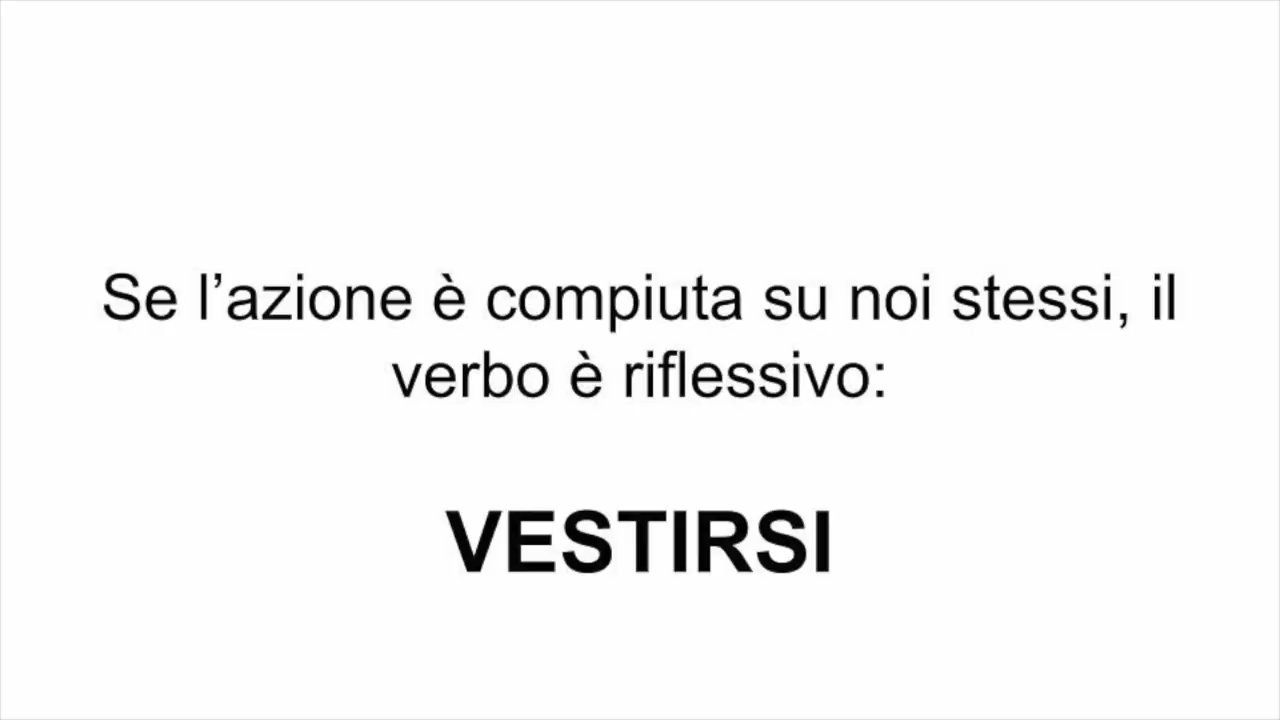 Se l’azione è compiuta su noi stessi, il
verbo è riflessivo:
VESTIRSI